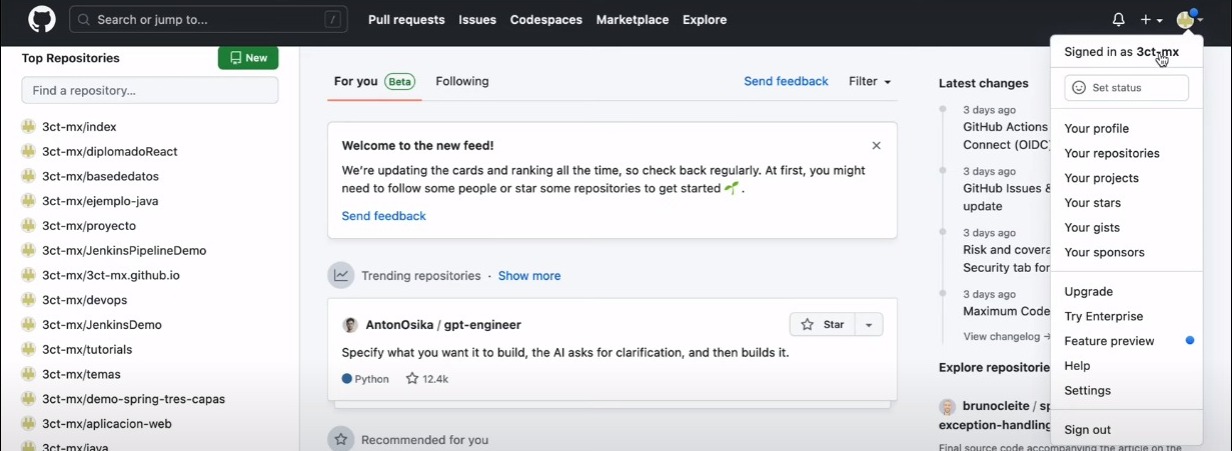 Search or jump to...
/
Pull requests
Issues
Codespaces
Marketplace
Explore
Top Repositories
New
Find a repository...
3ct-mx/index
3ct-mx/diplomadoReact
3ct-mx/basededatos
3ct-mx/ejemplo-java
3ct-mx/proyecto
3ct-mx/JenkinsPipelineDemo
3ct-mx/3ct-mx.github.io
3ct-mx/devops
3ct-mx/JenkinsDemo
3ct-mx/tutorials
3ct-mx/temas
3ct-mx/demo-spring-tres-capas
3ct-mx/aplicacion-web
3ct-mx/java
For you Beta
Following
Send feedback
Filter
Welcome to the new feed!
We're updating the cards and ranking all the time, so check back regularly. At first, you might
need to follow some people or star some repositories to get started 🌱.
Send feedback
Trending repositories · Show more
AntonOsika / gpt-engineer
Star
Specify what you want it to build, the AI asks for clarification, and then builds it.
Python
12.4k
Recommended for you
Latest changes
3 days ago
GitHub Actions
Connect (OIDC)
3 days ago
GitHub Issues &
update
3 days ago
Risk and
Security tab for
3 days ago
Maximum Code
View changelog →
Explore
brunocleite /
exception-handling
Final source code accompanying the article on the
Signed in as 3ct-mx
Set status
Your profile
Your repositories
Your projects
Your stars
Your gists
Your sponsors
Upgrade
Try Enterprise
Feature preview
Help
Settings
Sign out